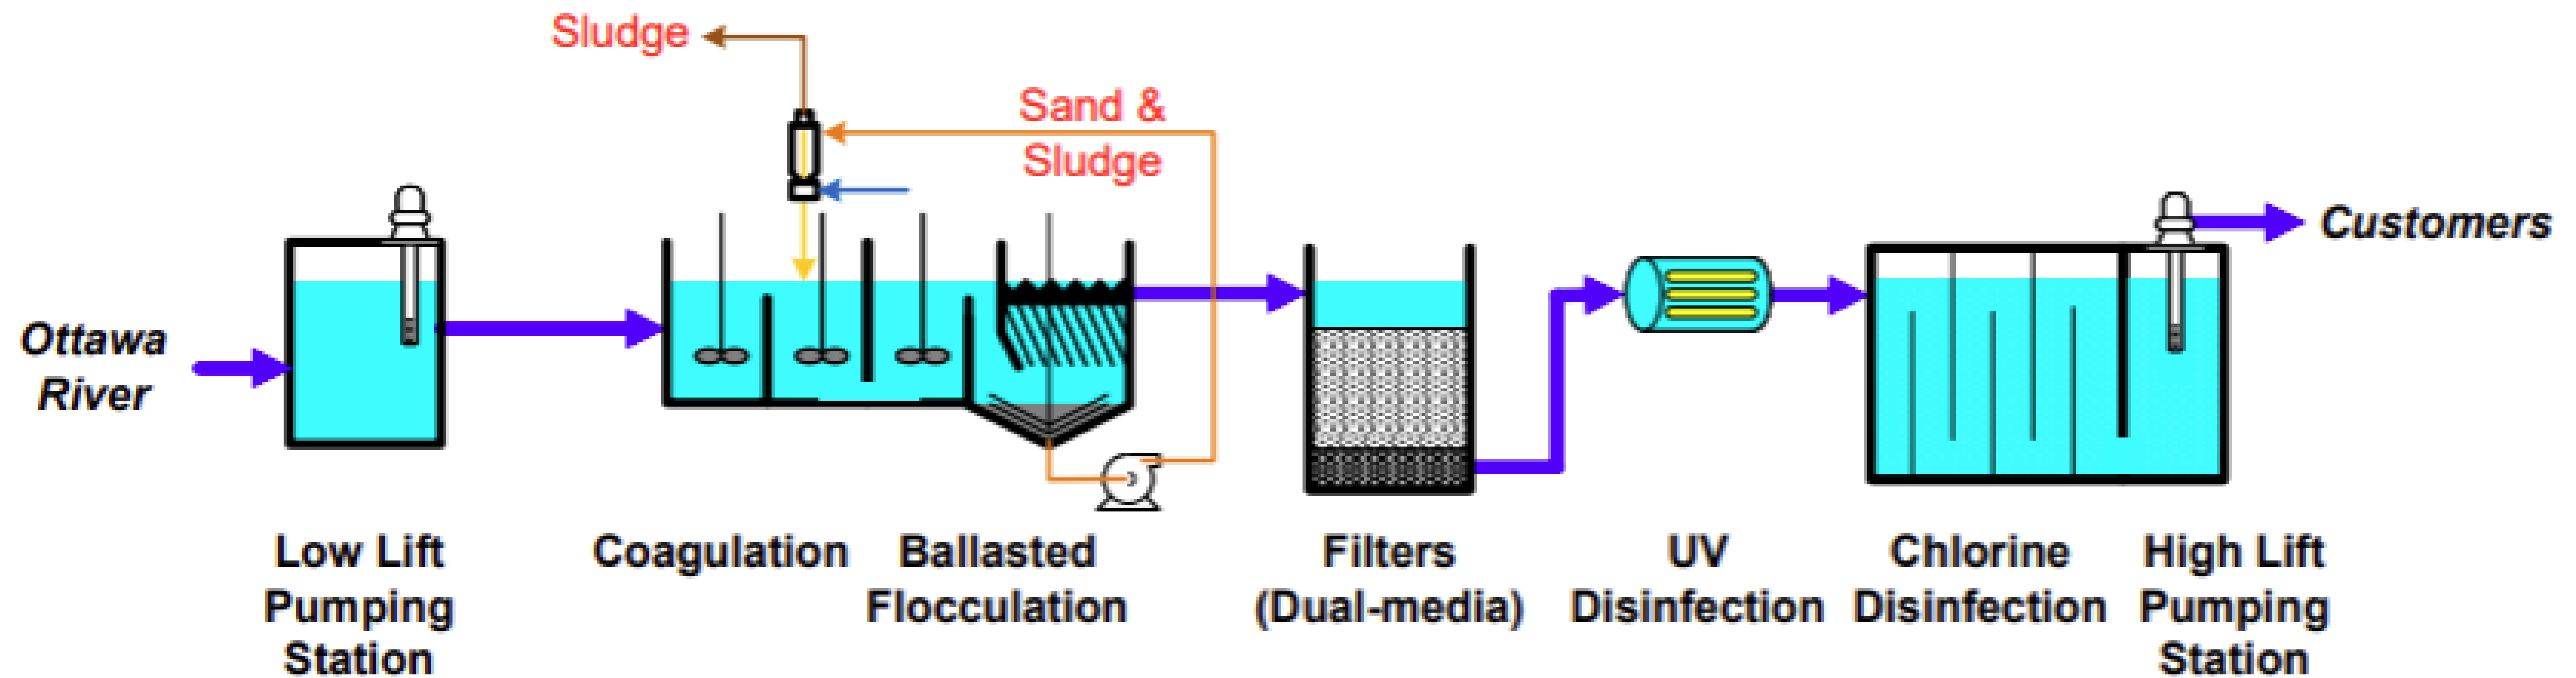 Sludge
Sand &
Sludge
Customers
Ottawa
River
Low Lift
Pumping
Station
Coagulation
Ballasted
Flocculation
Filters
(Dual-media)
UV
Disinfection
Chlorine
Disinfection
High Lift
Pumping
Station